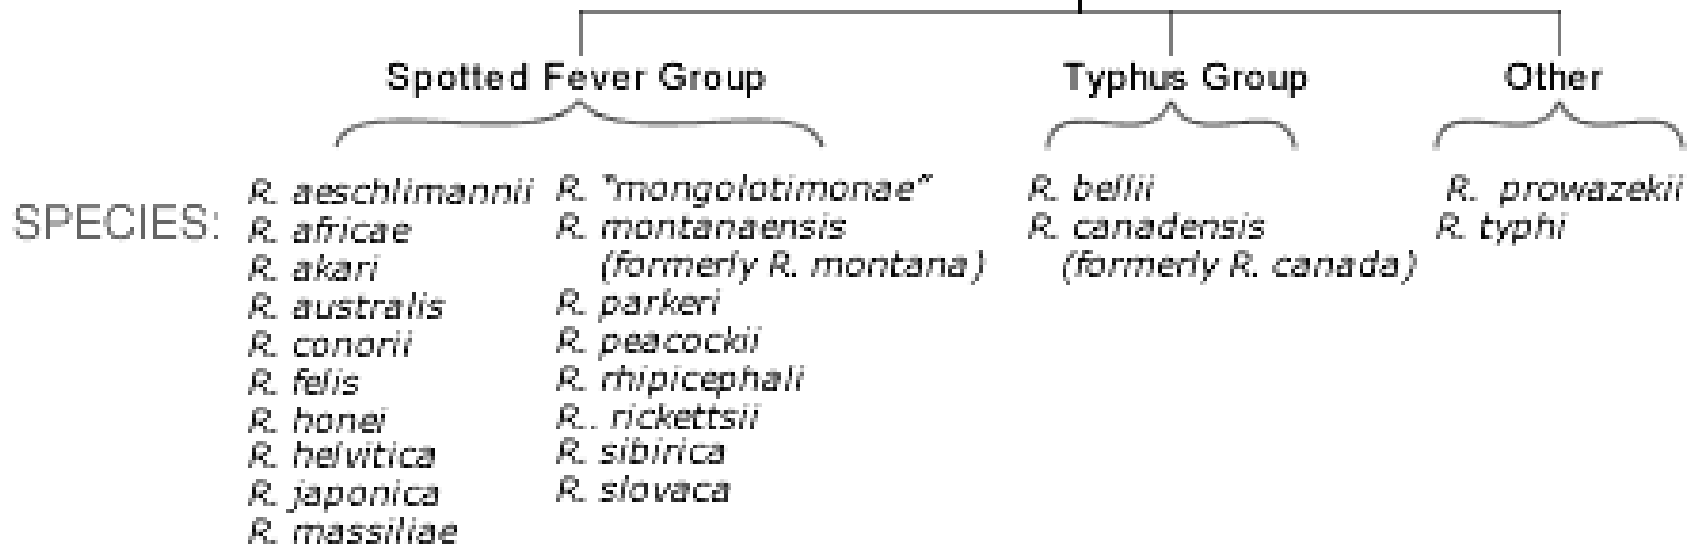 Spotted Fever Group
Typhus Group
Other
SPECIES:
R. aeschlimannii
R. africae
R. akari
R. australis
R. conorii
R. felis
R. honei
R. helvitica
R. japonica
R. massiliae
R. "mongolotimonae"
R. montanaensis
(formerly R. montana)
R. parkeri
R. peacockii
R. rhipicephali
R.. rickettsii
R. sibirica
R. slovaca
R. bellii
R. canadensis
(formerly R. canada)
R. prowazekii
R. typhi